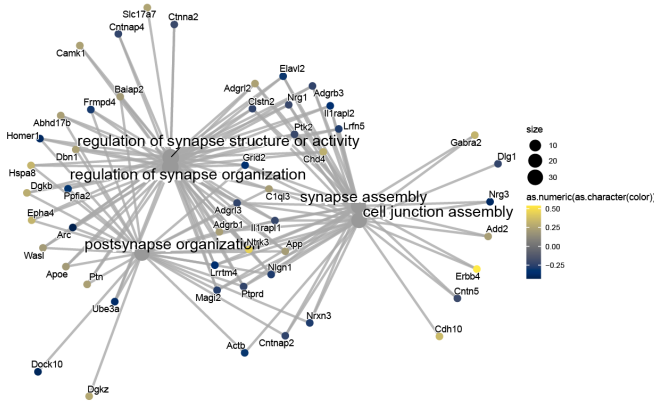 Slc17a7
Ctnna2
Cntnap4
Camk1
Elavl2
Adgrl2
Adgrb3
Baiap2
Nrg1
Frmpd4
Clstn2
Il1rapl2
Abhd17b
Ptk2
Lrfn5
Homer1
regulation of synapse structure or activity
Gabra2
Dbn1
Chd4
Grid2
Dlg1
Hspa8
regulation of synapse organization
Dgkb
Ppfia2
C1ql3
synapse assembly
Nrg3
Epha4
Adgrl3
cell junction assembly
Arc
Adgrb1
Il1rapl1
Add2
postsynapse organization
Ntrk3
Wasl
App
Apoe
Lrrtm4
Nlgn1
Erbb4
Ptn
Magi2
Ptprd
Cntn5
Ube3a
Nrxn3
Cdh10
Actb
Cntnap2
Dock10
Dgkz
size
10
20
30
as.numeric(as.character(color))
0.50
0.25
0.00
−0.25